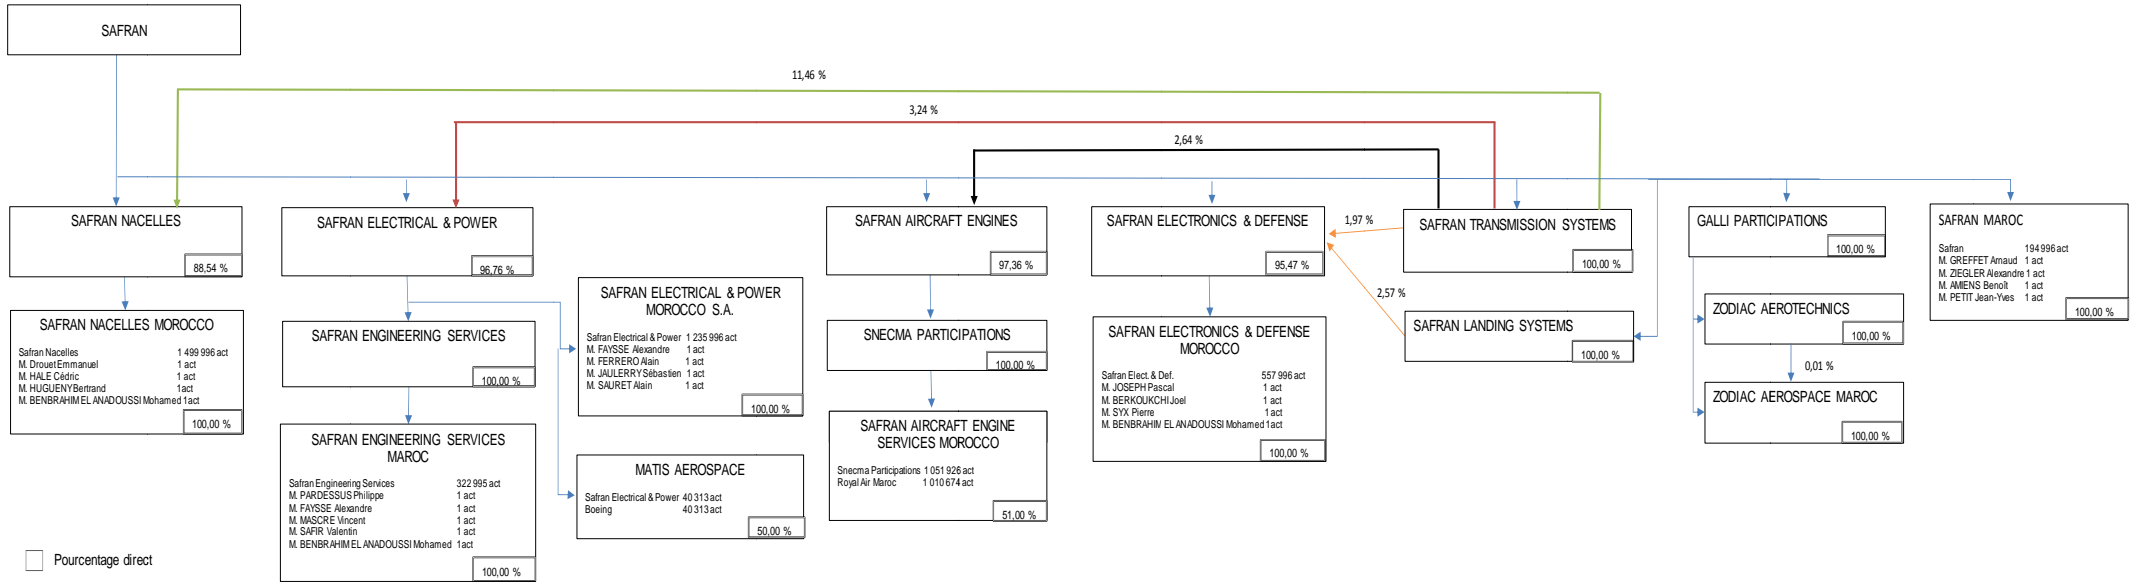 SAFRAN
11,46 %
3,24 %
2,64 %
SAFRAN NACELLES
88,54 %
SAFRAN NACELLES MOROCCO
Safran Nacelles 1 499 996 act
M. Drouet Emmanuel 1 act
M. HALE Cédric 1 act
M. HUGUENY Bertrand 1 act
M. BENBRAHIM EL ANADOUSSI Mohamed 1 act
100,00 %
SAFRAN ELECTRICAL & POWER
96,76 %
SAFRAN ENGINEERING SERVICES
100,00 %
SAFRAN ENGINEERING SERVICES
MAROC
Safran Engineering Services 322 995 act
M. PARDESSUS Philippe 1 act
M. FAYSSE Alexandre 1 act
M. MASCRE Vincent 1 act
M. SAFIR Valentin 1 act
M. BENBRAHIM EL ANADOUSSI Mohamed 1 act
100,00 %
SAFRAN ELECTRICAL & POWER
MOROCCO S.A.
Safran Electrical & Power 1 235 996 act
M. FAYSSE Alexandre 1 act
M. FERRERO Alain 1 act
M. JAULERRY Sébastien 1 act
M. SAURET Alain 1 act
100,00 %
MATIS AEROSPACE
Safran Electrical & Power 40 313 act
Boeing 40 313 act
50,00 %
SAFRAN AIRCRAFT ENGINES
97,36 %
SNECMA PARTICIPATIONS
100,00 %
SAFRAN AIRCRAFT ENGINE
SERVICES MOROCCO
Snecma Participations 1 051 926 act
Royal Air Maroc 1 010 674 act
51,00 %
SAFRAN ELECTRONICS & DEFENSE
95,47 %
SAFRAN ELECTRONICS & DEFENSE
MOROCCO
Safran Elect. & Def. 557 996 act
M. JOSEPH Pascal 1 act
M. BERKOUKCHI Joel 1 act
M. SYX Pierre 1 act
M. BENBRAHIM EL ANADOUSSI Mohamed 1 act
100,00 %
1,97 %
2,57 %
SAFRAN TRANSMISSION SYSTEMS
100,00 %
SAFRAN LANDING SYSTEMS
100,00 %
GALLI PARTICIPATIONS
100,00 %
ZODIAC AEROTECHNICS
100,00 %
0,01 %
ZODIAC AEROSPACE MAROC
100,00 %
SAFRAN MAROC
Safran 194 996 act
M. GREFFET Arnaud 1 act
M. ZIEGLER Alexandre 1 act
M. AMIENS Benoît 1 act
M. PETIT Jean-Yves 1 act
100,00 %
Pourcentage direct